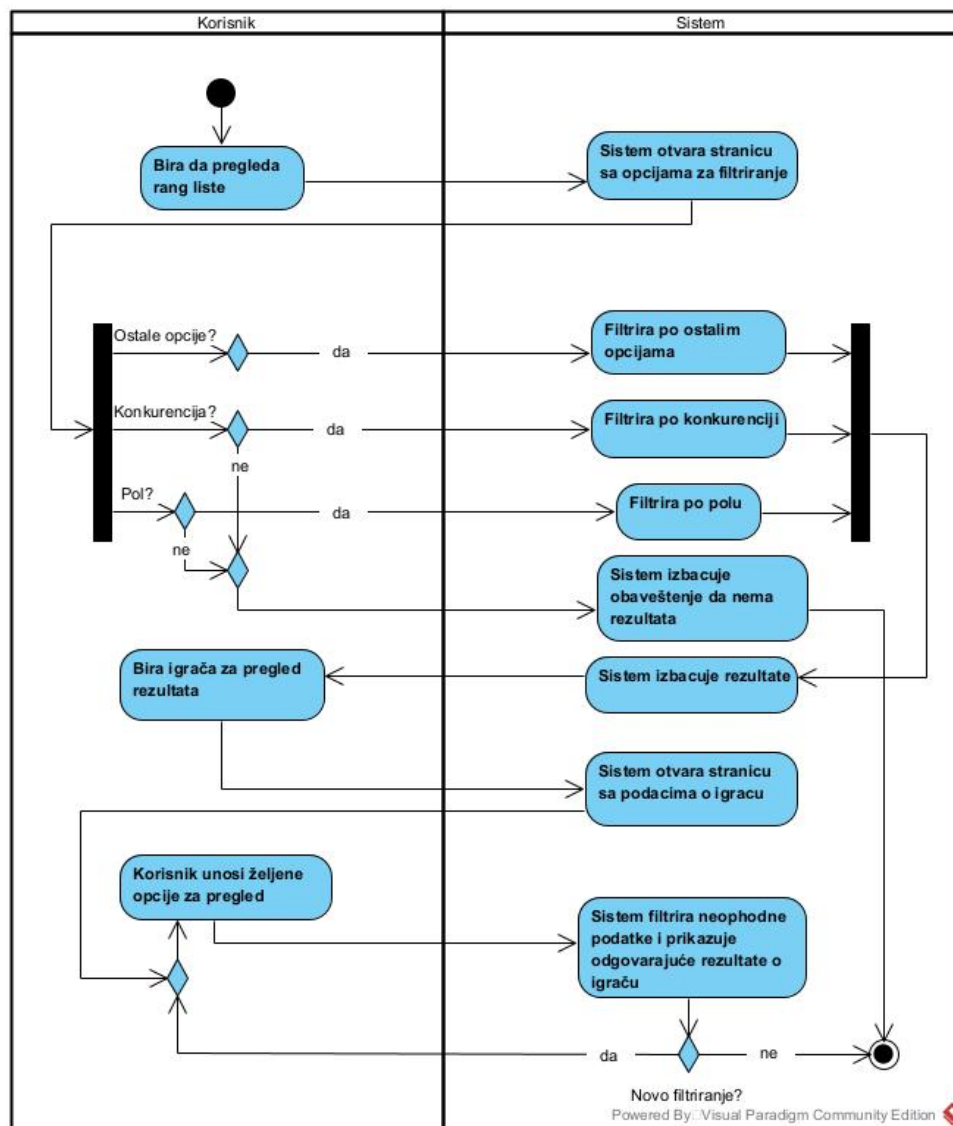 Korisnik
Sistem
Bira da pregleda
rang liste
Sistem otvara stranicu
sa opcijama za filtriranje
Ostale opcije?
da
Filtrira po ostalim
opcijama
Konkurencija?
da
Filtrira po konkurenciji
ne
Pol?
da
Filtrira po polu
ne
Sistem izbacuje
obaveštenje da nema
rezultata
Bira igrača za pregled
rezultata
Sistem izbacuje rezultate
Sistem otvara stranicu
sa podacima o igracu
Korisnik unosi željene
opcije za pregled
Sistem filtrira neophodne
podatke i prikazuje
odgovarajuće rezultate o
igraču
da
ne
Novo filtriranje?
Powered By Visual Paradigm Community Edition